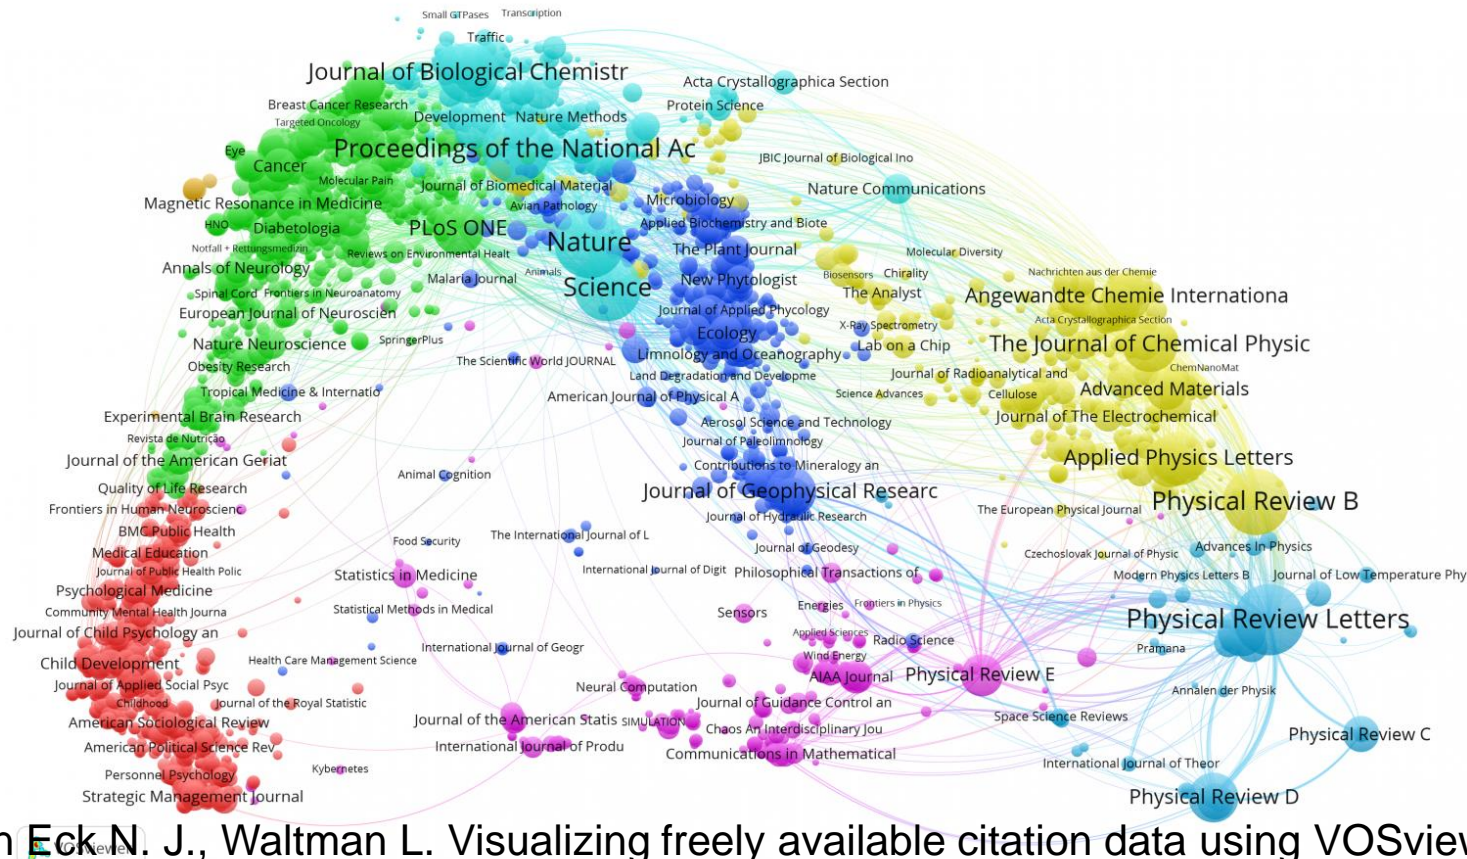 Small GTPases
Transcription
Traffic
Journal of Biological Chemistr
Acta Crystallographica Section
Breast Cancer Research
Protein Science
Targeted Oncology
Development
Nature Methods
Eye
Proceedings of the National Ac
Cancer
JBIC Journal of Biological Ino
Molecular Pain
Journal of Biomedical Material
Nature Communications
Magnetic Resonance in Medicine
Avian Pathology
Microbiology
HNO
Diabetologia
PLoS ONE
Applied Biochemistry and Biote
Notfall + Rettungsmedizin
Reviews on Environmental Healt
Nature
The Plant Journal
Molecular Diversity
Annals of Neurology
Malaria Journal
Animals
New Phytologist
Biosensors
Chirality
Nachrichten aus der Chemie
Spinal Cord
Frontiers in Neuroanatomy
Science
The Analyst
Angewandte Chemie Internationa
European Journal of Neuroscien
Journal of Applied Phycology
Acta Crystallographica Section
Nature Neuroscience
SpringerPlus
Ecology
X-Ray Spectrometry
Lab on a Chip
The Journal of Chemical Physic
Obesity Research
The Scientific World JOURNAL
Limnology and Oceanography
ChemNanoMat
Tropical Medicine & Internatio
Land Degradation and Developme
Journal of Radioanalytical and
American Journal of Physical A
Science Advances
Cellulose
Advanced Materials
Experimental Brain Research
Aerosol Science and Technology
Journal of The Electrochemical
Revista de Nutrição
Journal of Paleolimnology
Journal of the American Geriat
Animal Cognition
Contributions to Mineralogy an
Applied Physics Letters
Quality of Life Research
Journal of Geophysical Researc
Physical Review B
Frontiers in Human Neuroscienc
Journal of Hydraulic Research
The European Physical Journal
BMC Public Health
Food Security
The International Journal of L
Medical Education
Journal of Geodesy
Czechoslovak Journal of Physic
Advances In Physics
Journal of Public Health Polic
Statistics in Medicine
International Journal of Digit
Philosophical Transactions of
Modern Physics Letters B
Journal of Low Temperature Phy
Psychological Medicine
Community Mental Health Journa
Statistical Methods in Medical
Sensors
Energies
Frontiers in Physics
Physical Review Letters
Journal of Child Psychology an
Applied Sciences
Radio Science
Pramana
Child Development
Health Care Management Science
International Journal of Geogr
Wind Energy
AIAA Journal
Physical Review E
Journal of Applied Social Psyc
Neural Computation
Annalen der Physik
Childhood
Journal of the Royal Statistic
Journal of Guidance Control an
American Sociological Review
Journal of the American Statis
SIMULATION
Chaos An Interdisciplinary Jou
Space Science Reviews
Physical Review C
American Political Science Rev
International Journal of Produ
Communications in Mathematical
International Journal of Theor
Personnel Psychology
Kybernetes
Strategic Management Journal
Physical Review D
VOSviewer
n Eck N. J., Waltman L. Visualizing freely available citation data using VOSview